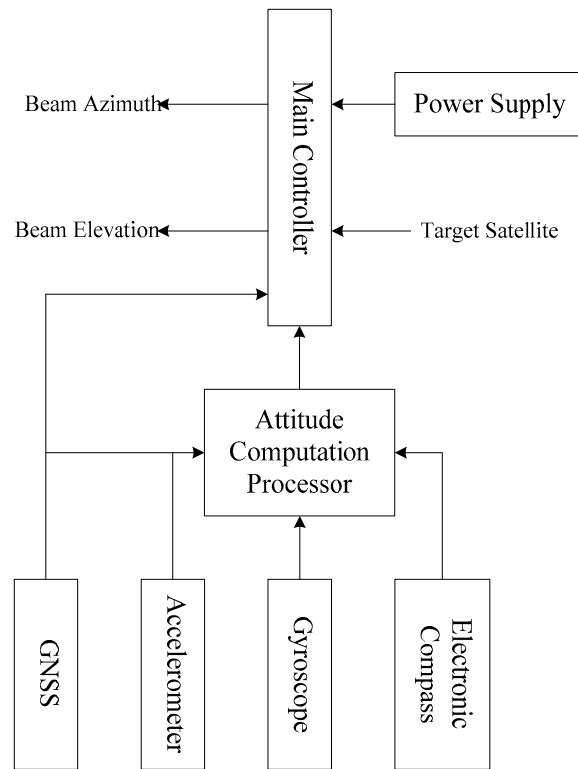 Beam Azimuth
Main Controller
Power Supply
Beam Elevation
Target Satellite
Attitude
Computation
Processor
GNSS
Accelerometer
Gyroscope
Electronic
Compass